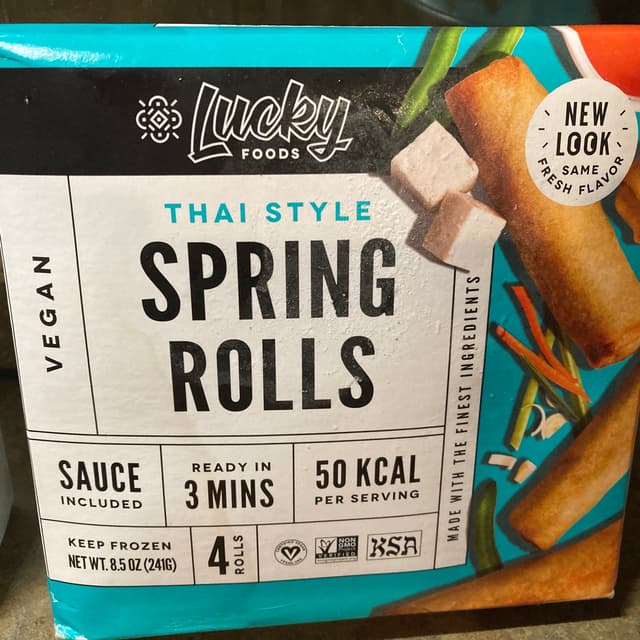 Lucky
FOODS
NEW
LOOK
SAME
FRESH FLAVOR
THAI STYLE
SPRING
ROLLS
VEGAN
MADE WITH THE FINEST INGREDIENTS
SAUCE
INCLUDED
READY IN
3 MINS
50 KCAL
PER SERVING
KEEP FROZEN
NET WT. 8.5 OZ (241G)
4
ROLLS
NON
GMO
VERIFIED
KSA